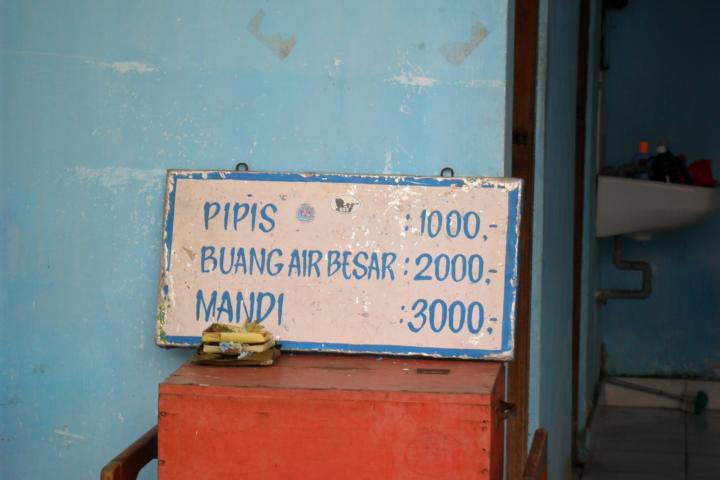 PIPIS : 1000,-
BUANG AIR BESAR : 2000,-
MANDI : 3000,-